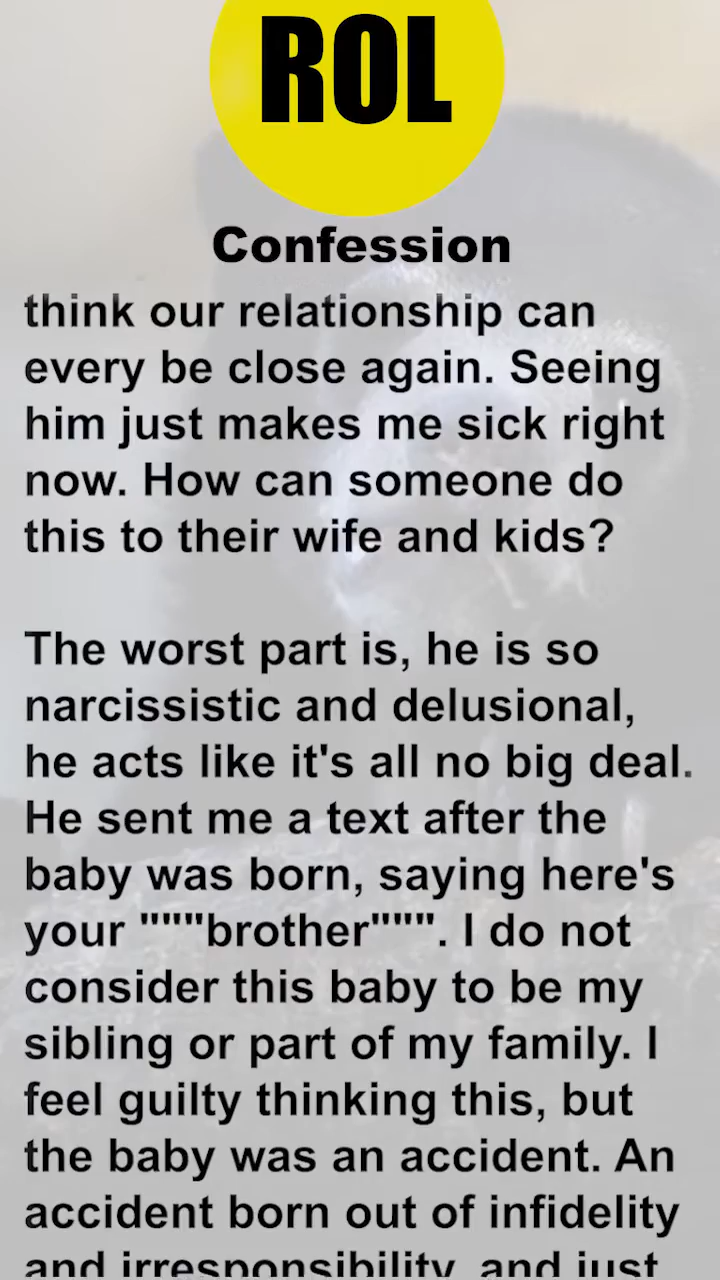 ROL
Confession
think our relationship can
every be close again. Seeing
him just makes me sick right
now. How can someone do
this to their wife and kids?
The worst part is, he is so
narcissistic and delusional,
he acts like it's all no big deal.
He sent me a text after the
baby was born, saying here's
your """brother""". I do not
consider this baby to be my
sibling or part of my family. I
feel guilty thinking this, but
the baby was an accident. An
accident born out of infidelity
and irresponsibility, and just